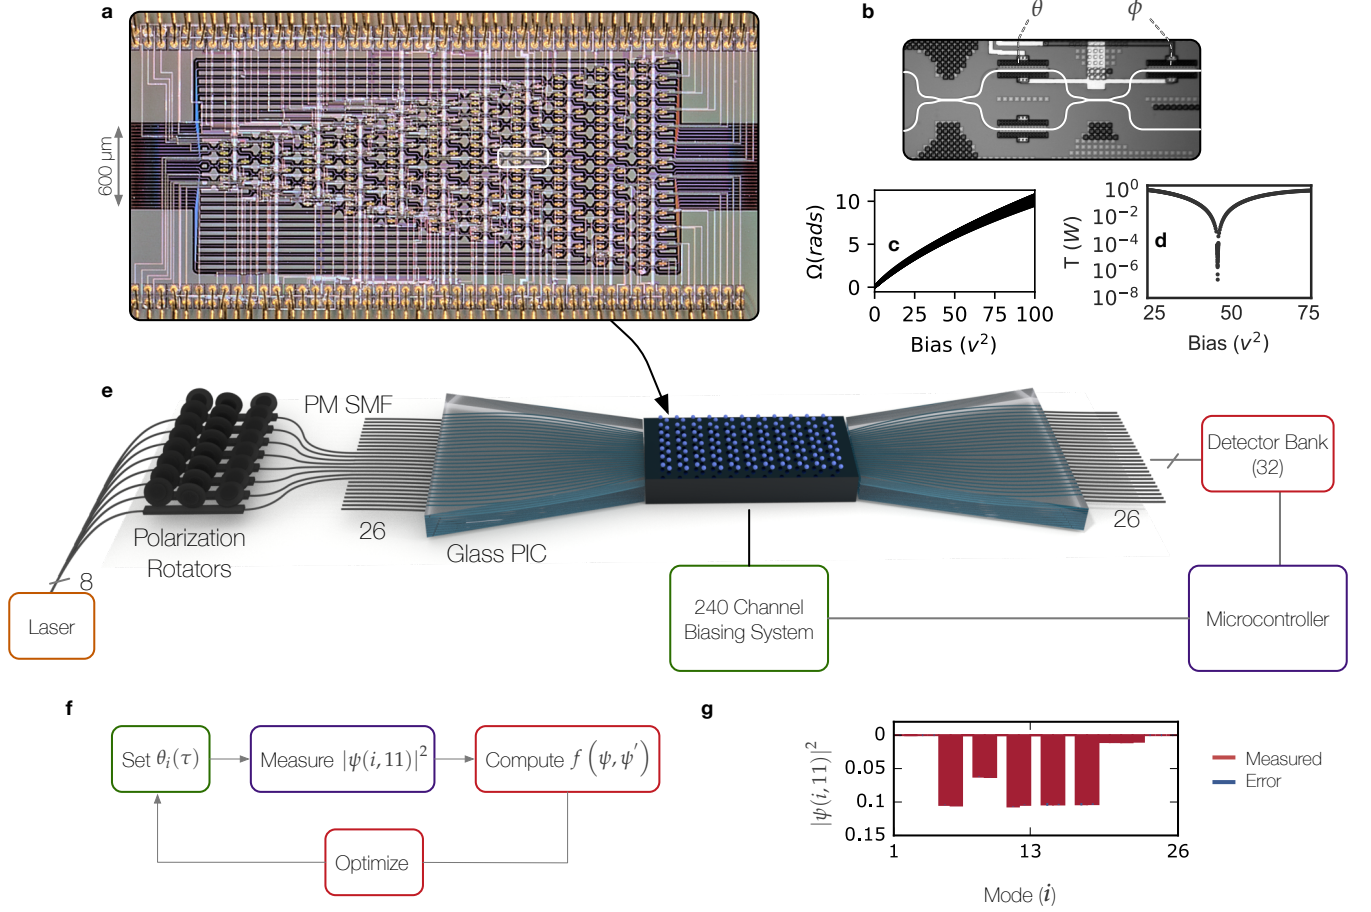 a
600 μm
b
θ
ϕ
10
5
0
Ω(rads)
c
0
25
50
75
100
Bias (v²)
10⁰
10⁻²
10⁻⁴
10⁻⁶
10⁻⁸
T (W)
d
25
50
75
Bias (v²)
e
PM SMF
Polarization
Rotators
26
Glass PIC
8
Laser
240 Channel
Biasing System
26
Detector Bank
(32)
Microcontroller
f
Set θᵢ(τ)
Measure |ψ(i, 11)|²
Compute f (ψ, ψ′)
Optimize
g
0
0.05
0.1
0.15
|ψ(i, 11)|²
1
13
26
Mode (i)
Measured
Error